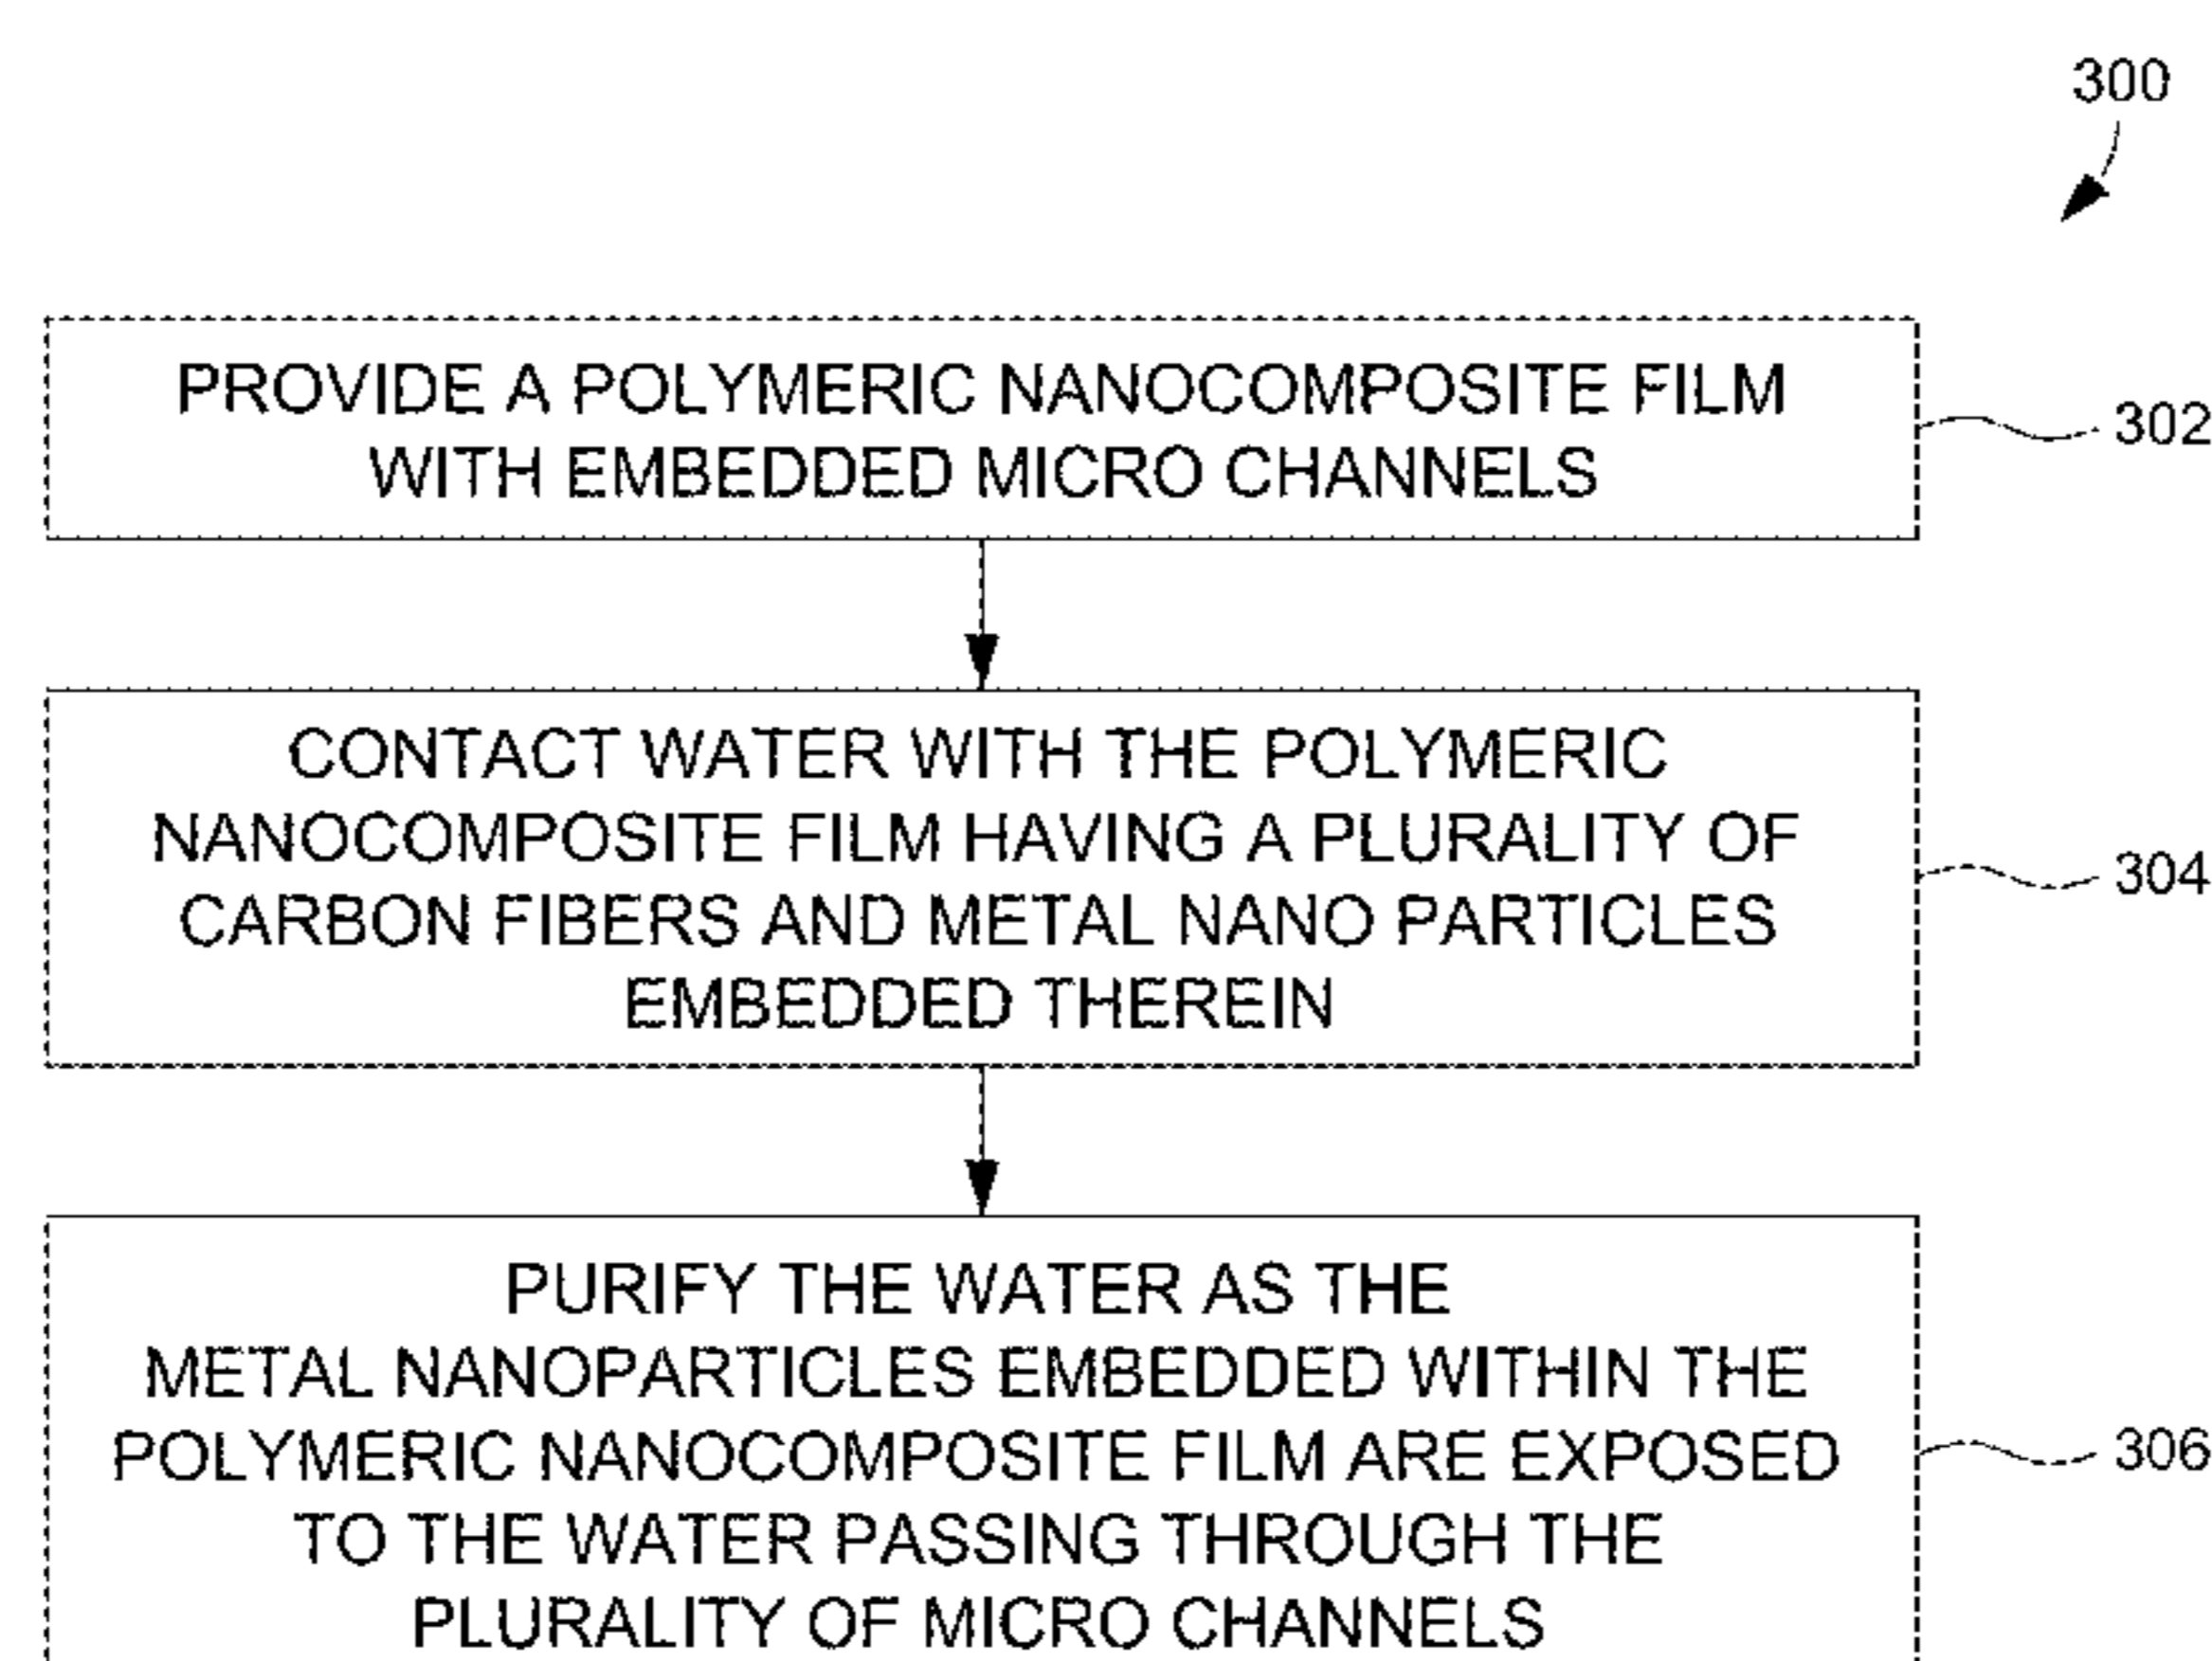 300
PROVIDE A POLYMERIC NANOCOMPOSITE FILM
WITH EMBEDDED MICRO CHANNELS
302
CONTACT WATER WITH THE POLYMERIC
NANOCOMPOSITE FILM HAVING A PLURALITY OF
CARBON FIBERS AND METAL NANO PARTICLES
EMBEDDED THEREIN
304
PURIFY THE WATER AS THE
METAL NANOPARTICLES EMBEDDED WITHIN THE
POLYMERIC NANOCOMPOSITE FILM ARE EXPOSED
TO THE WATER PASSING THROUGH THE
PLURALITY OF MICRO CHANNELS
306